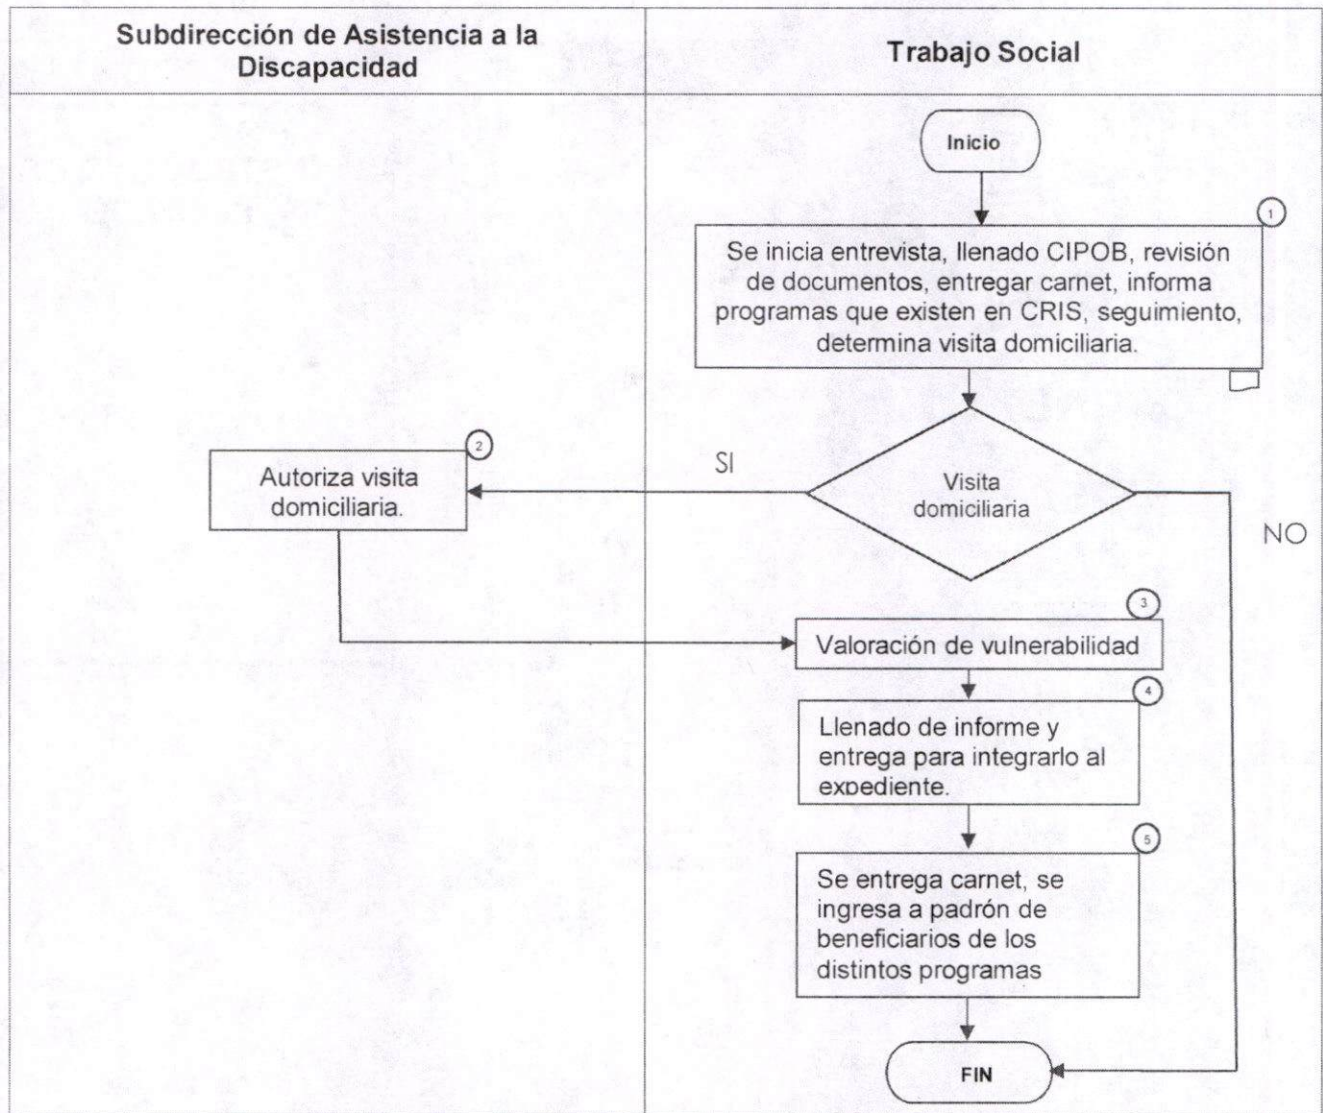 Subdirección de Asistencia a la
Discapacidad
Trabajo Social
Inicio
1
Se inicia entrevista, llenado CIPOB, revisión
de documentos, entregar carnet, informa
programas que existen en CRIS, seguimiento,
determina visita domiciliaria.
2
Autoriza visita
domiciliaria.
SI
Visita
domiciliaria
NO
3
Valoración de vulnerabilidad
4
Llenado de informe y
entrega para integrarlo al
expediente.
5
Se entrega carnet, se
ingresa a padrón de
beneficiarios de los
distintos programas
FIN